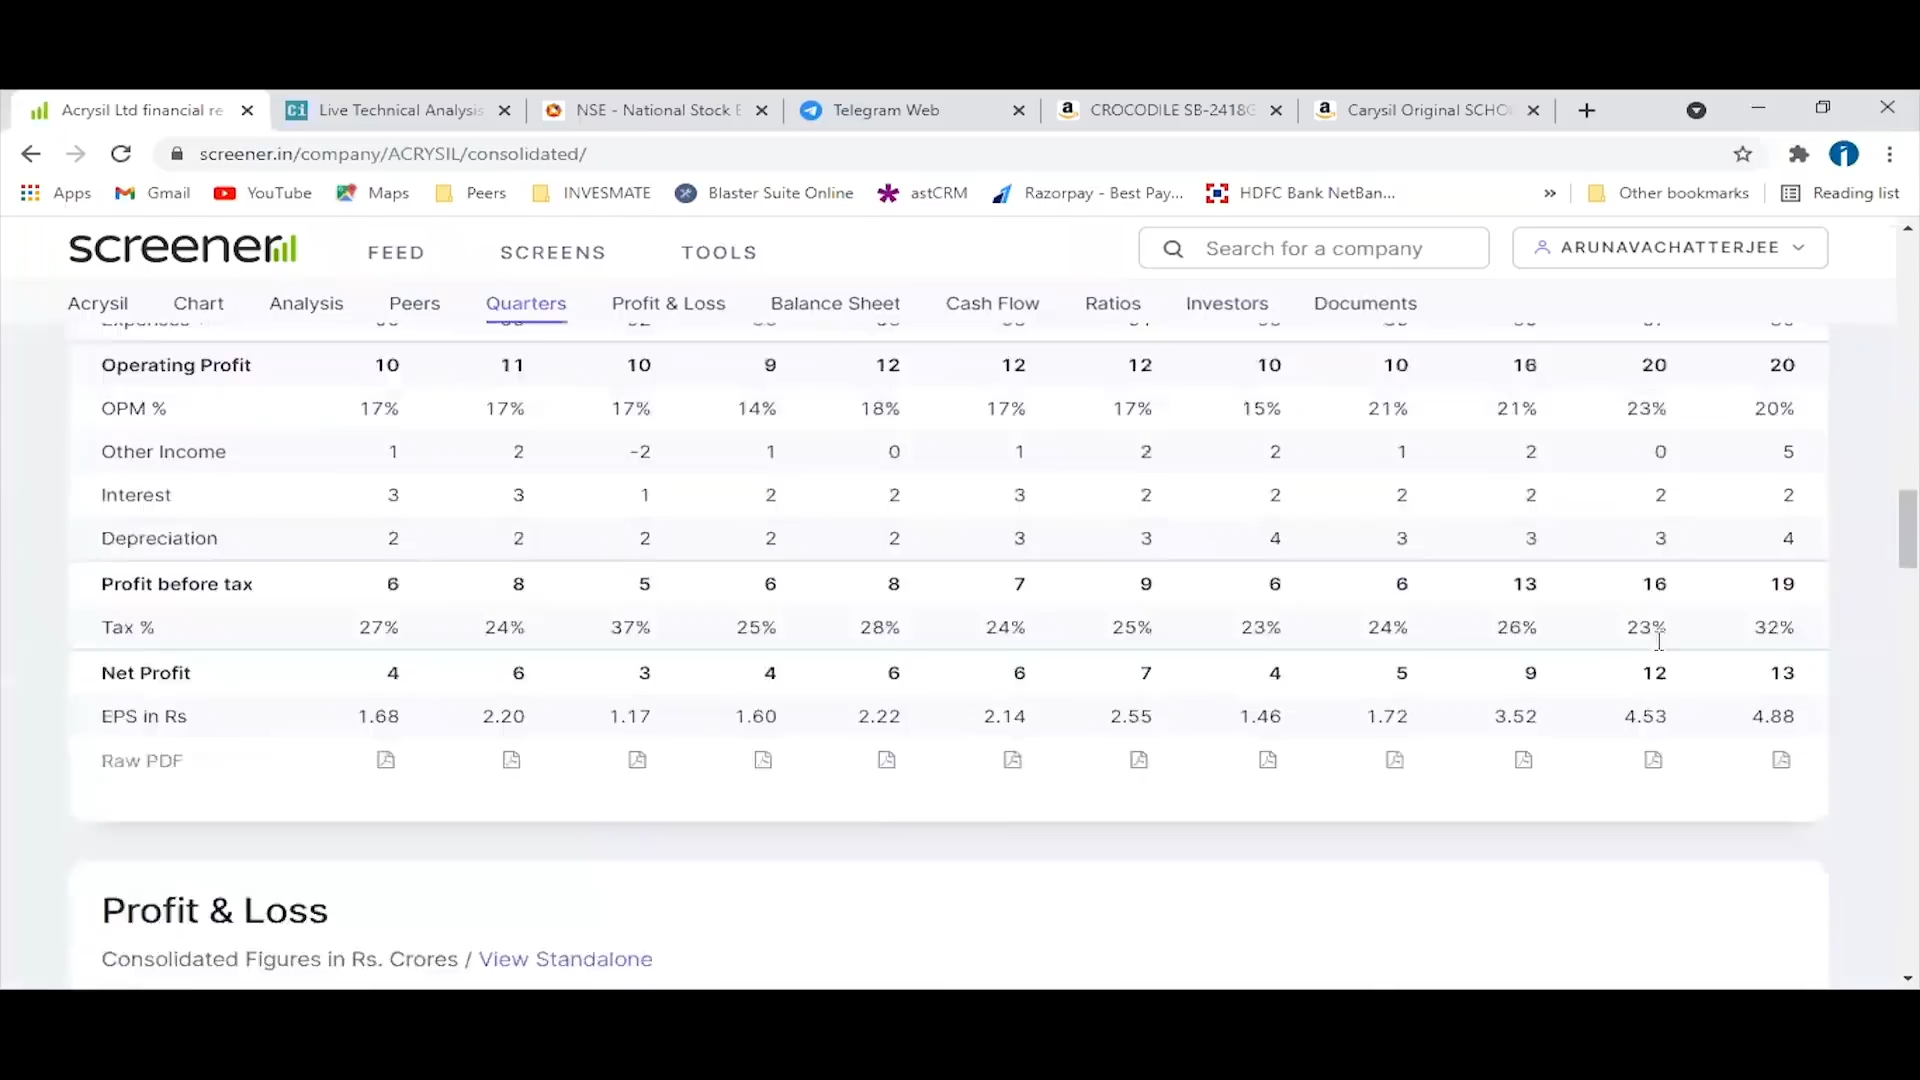 Acrysil Ltd financial re Live Technical Analysis NSE - National Stock E Telegram Web CROCODILE SB-2418G Carysil Original SCHO
screener.in/company/ACRYSIL/consolidated/
Apps Gmail YouTube Maps Peers INVESMATE Blaster Suite Online astCRM Razorpay - Best Pay... HDFC Bank NetBan... » Other bookmarks Reading list
screener FEED SCREENS TOOLS Search for a company ARUNAVACHATTERJEE
Acrysil Chart Analysis Peers Quarters Profit & Loss Balance Sheet Cash Flow Ratios Investors Documents
Operating Profit 10 11 10 9 12 12 12 10 10 16 20 20
OPM % 17% 17% 17% 14% 18% 17% 17% 15% 21% 21% 23% 20%
Other Income 1 2 -2 1 0 1 2 2 1 2 0 5
Interest 3 3 1 2 2 3 2 2 2 2 2 2
Depreciation 2 2 2 2 2 3 3 4 3 3 3 4
Profit before tax 6 8 5 6 8 7 9 6 6 13 16 19
Tax % 27% 24% 37% 25% 28% 24% 25% 23% 24% 26% 23% 32%
Net Profit 4 6 3 4 6 6 7 4 5 9 12 13
EPS in Rs 1.68 2.20 1.17 1.60 2.22 2.14 2.55 1.46 1.72 3.52 4.53 4.88
Raw PDF
Profit & Loss
Consolidated Figures in Rs. Crores / View Standalone